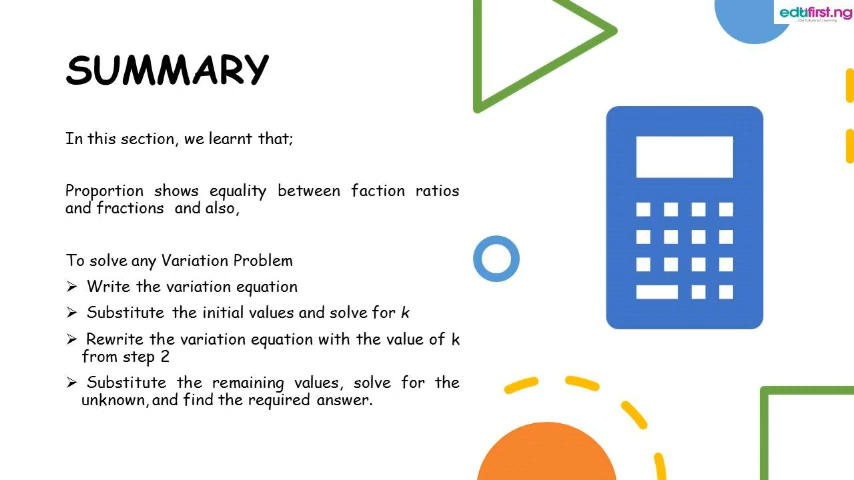 edufirst.ng
SUMMARY
In this section, we learnt that;
Proportion shows equality between faction ratios
and fractions and also,
To solve any Variation Problem
➢ Write the variation equation
➢ Substitute the initial values and solve for k
➢ Rewrite the variation equation with the value of k
from step 2
➢ Substitute the remaining values, solve for the
unknown, and find the required answer.